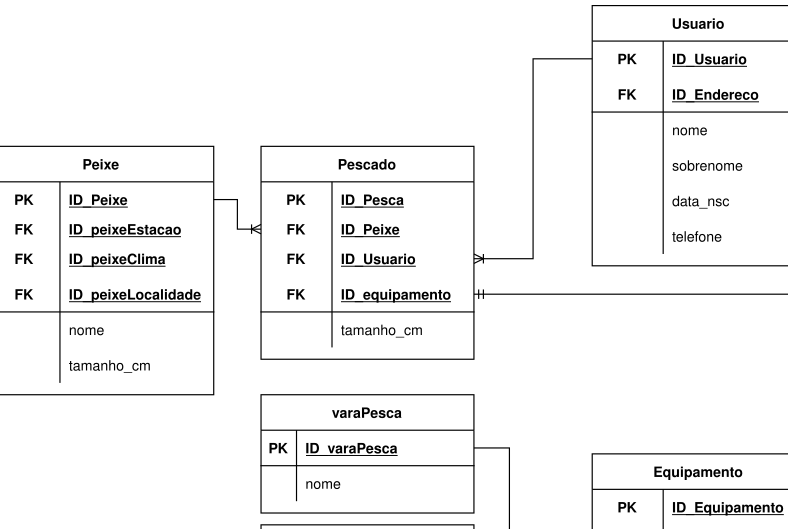 Usuario
PK ID_Usuario
FK ID_Endereco
nome
sobrenome
data_nsc
telefone
Peixe
PK ID_Peixe
FK ID_peixeEstacao
FK ID_peixeClima
FK ID_peixeLocalidade
nome
tamanho_cm
Pescado
PK ID_Pesca
FK ID_Peixe
FK ID_Usuario
FK ID_equipamento
tamanho_cm
varaPesca
PK ID_varaPesca
nome
Equipamento
PK ID_Equipamento